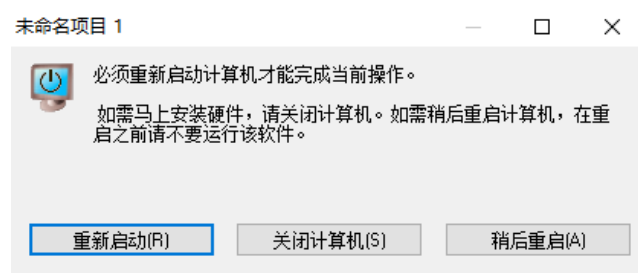 未命名项目 1
必须重新启动计算机才能完成当前操作。
如需马上安装硬件，请关闭计算机。如需稍后重启计算机，在重
启之前请不要运行该软件。
重新启动(R)
关闭计算机(S)
稍后重启(A)